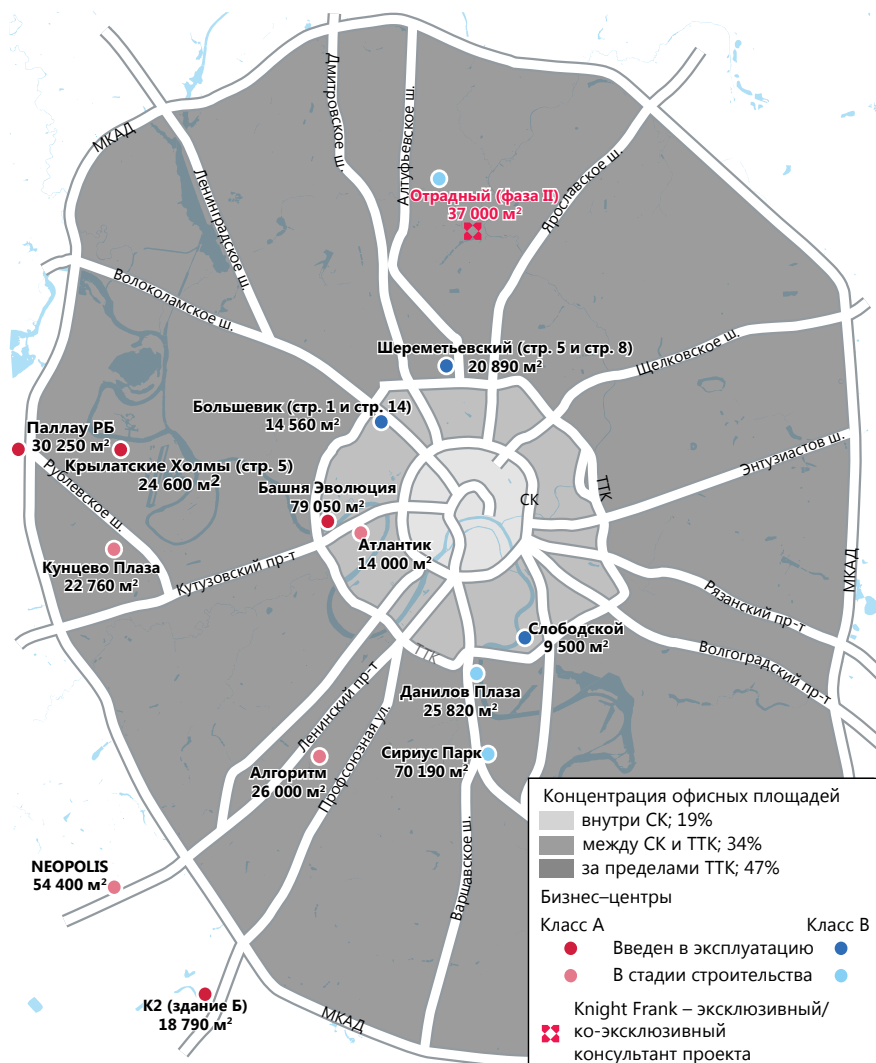 МКАД
Дмитровское ш.
Алтуфьевское ш.
Ярославское ш.
Ленинградское ш.
Отрадный (фаза II)
37 000 м²
Волоколамское ш.
Шереметьевский (стр. 5 и стр. 8)
20 890 м²
Щелковское ш.
Большевик (стр. 1 и стр. 14)
14 560 м²
Паллау РБ
30 250 м²
Крылатские Холмы (стр. 5)
24 600 м²
Рублевское ш.
Башня Эволюция
79 050 м²
Энтузиастов ш.
ТТК
СК
Атлантик
14 000 м²
Кунцево Плаза
22 760 м²
Кутузовский пр-т
МКАД
Рязанский пр-т
Волгоградский пр-т
Слободской
9 500 м²
ТТК
Данилов Плаза
25 820 м²
Ленинский пр-т
Профсоюзная ул.
Сириус Парк
70 190 м²
Алгоритм
26 000 м²
Варшавское ш.
NEOPOLIS
54 400 м²
К2 (здание Б)
18 790 м²
МКАД
Концентрация офисных площадей
внутри СК; 19%
между СК и ТТК; 34%
за пределами ТТК; 47%
Бизнес–центры
Класс А Класс В
Введен в эксплуатацию
В стадии строительства
Knight Frank – эксклюзивный/
ко-эксклюзивный
консультант проекта